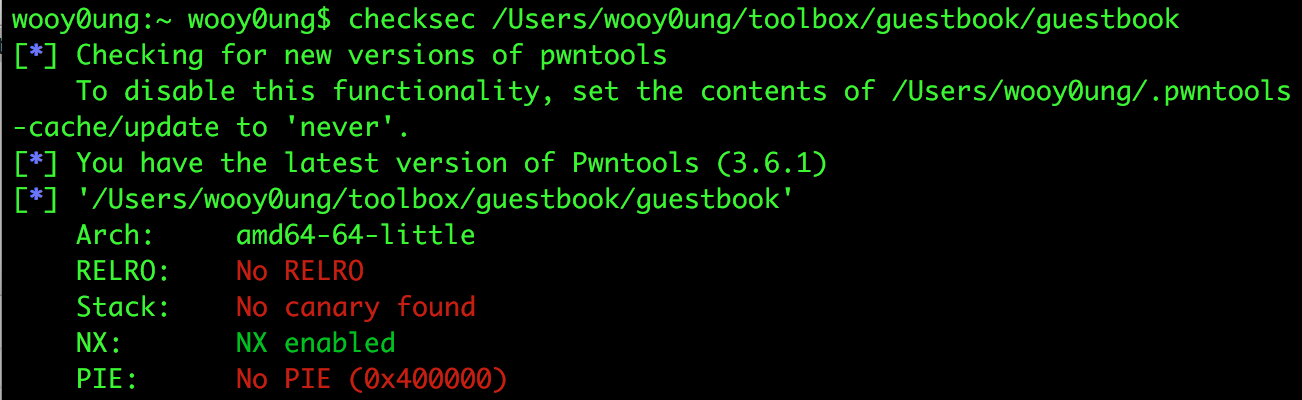 wooy0ung:~ wooy0ung$ checksec /Users/wooy0ung/toolbox/guestbook/guestbook
[*] Checking for new versions of pwntools
    To disable this functionality, set the contents of /Users/wooy0ung/.pwntools
-cache/update to 'never'.
[*] You have the latest version of Pwntools (3.6.1)
[*] '/Users/wooy0ung/toolbox/guestbook/guestbook'
    Arch:     amd64-64-little
    RELRO:    No RELRO
    Stack:    No canary found
    NX:       NX enabled
    PIE:      No PIE (0x400000)